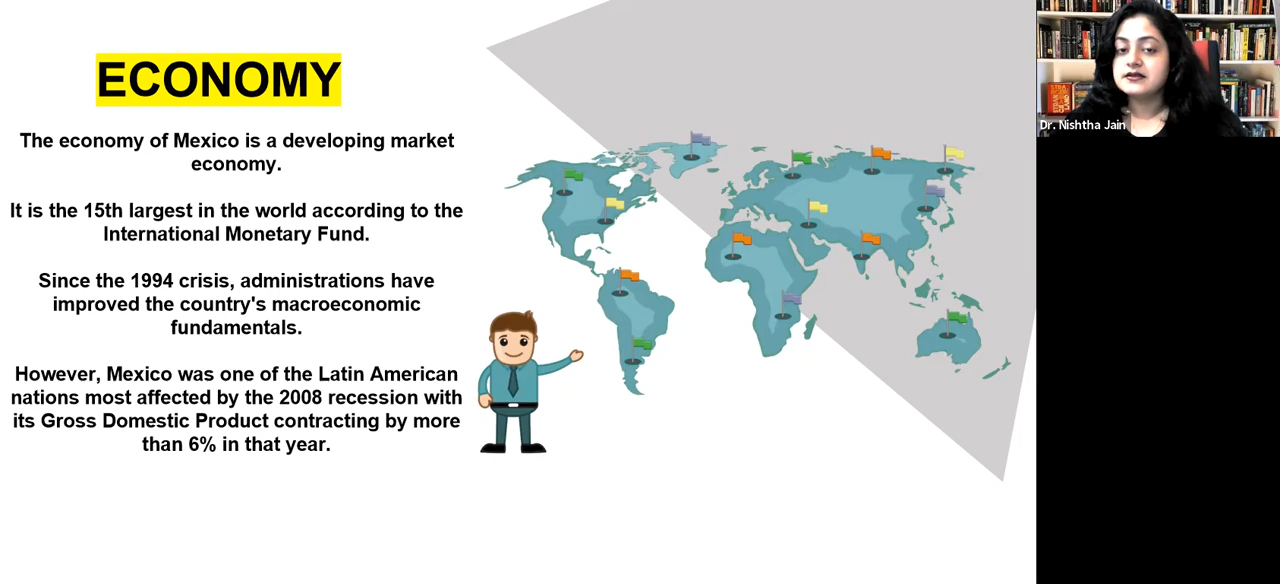 ECONOMY
The economy of Mexico is a developing market
economy.
It is the 15th largest in the world according to the
International Monetary Fund.
Since the 1994 crisis, administrations have
improved the country's macroeconomic
fundamentals.
However, Mexico was one of the Latin American
nations most affected by the 2008 recession with
its Gross Domestic Product contracting by more
than 6% in that year.
Dr. Nishtha Jain